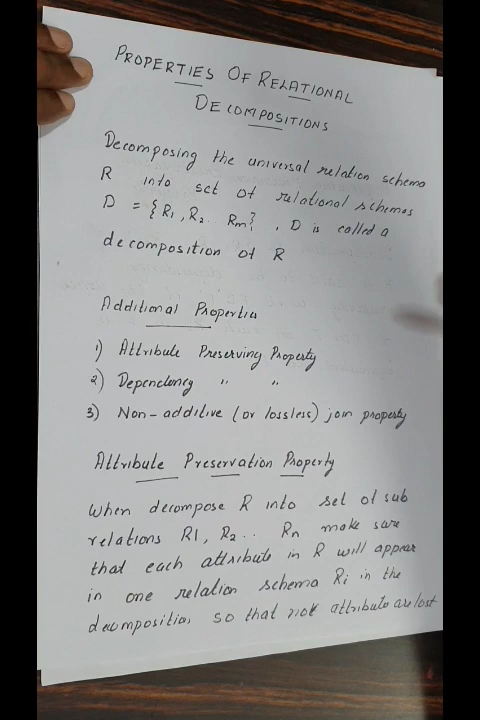 PROPERTIES OF RELATIONAL
DECOMPOSITIONS
Decomposing the universal relation schema
R into set of relational schemas
D = {R1, R2 Rm}, D is called a
decomposition of R
Additional Properties
1) Attribute Preserving Property
2) Dependency " "
3) Non-additive (or lossless) join property
Attribute Preservation Property
When decompose R into set of sub
relations R1, R2.. Rn make sure
that each attribute in R will appear
in one relation schema Ri in the
decomposition so that not attribute are lost